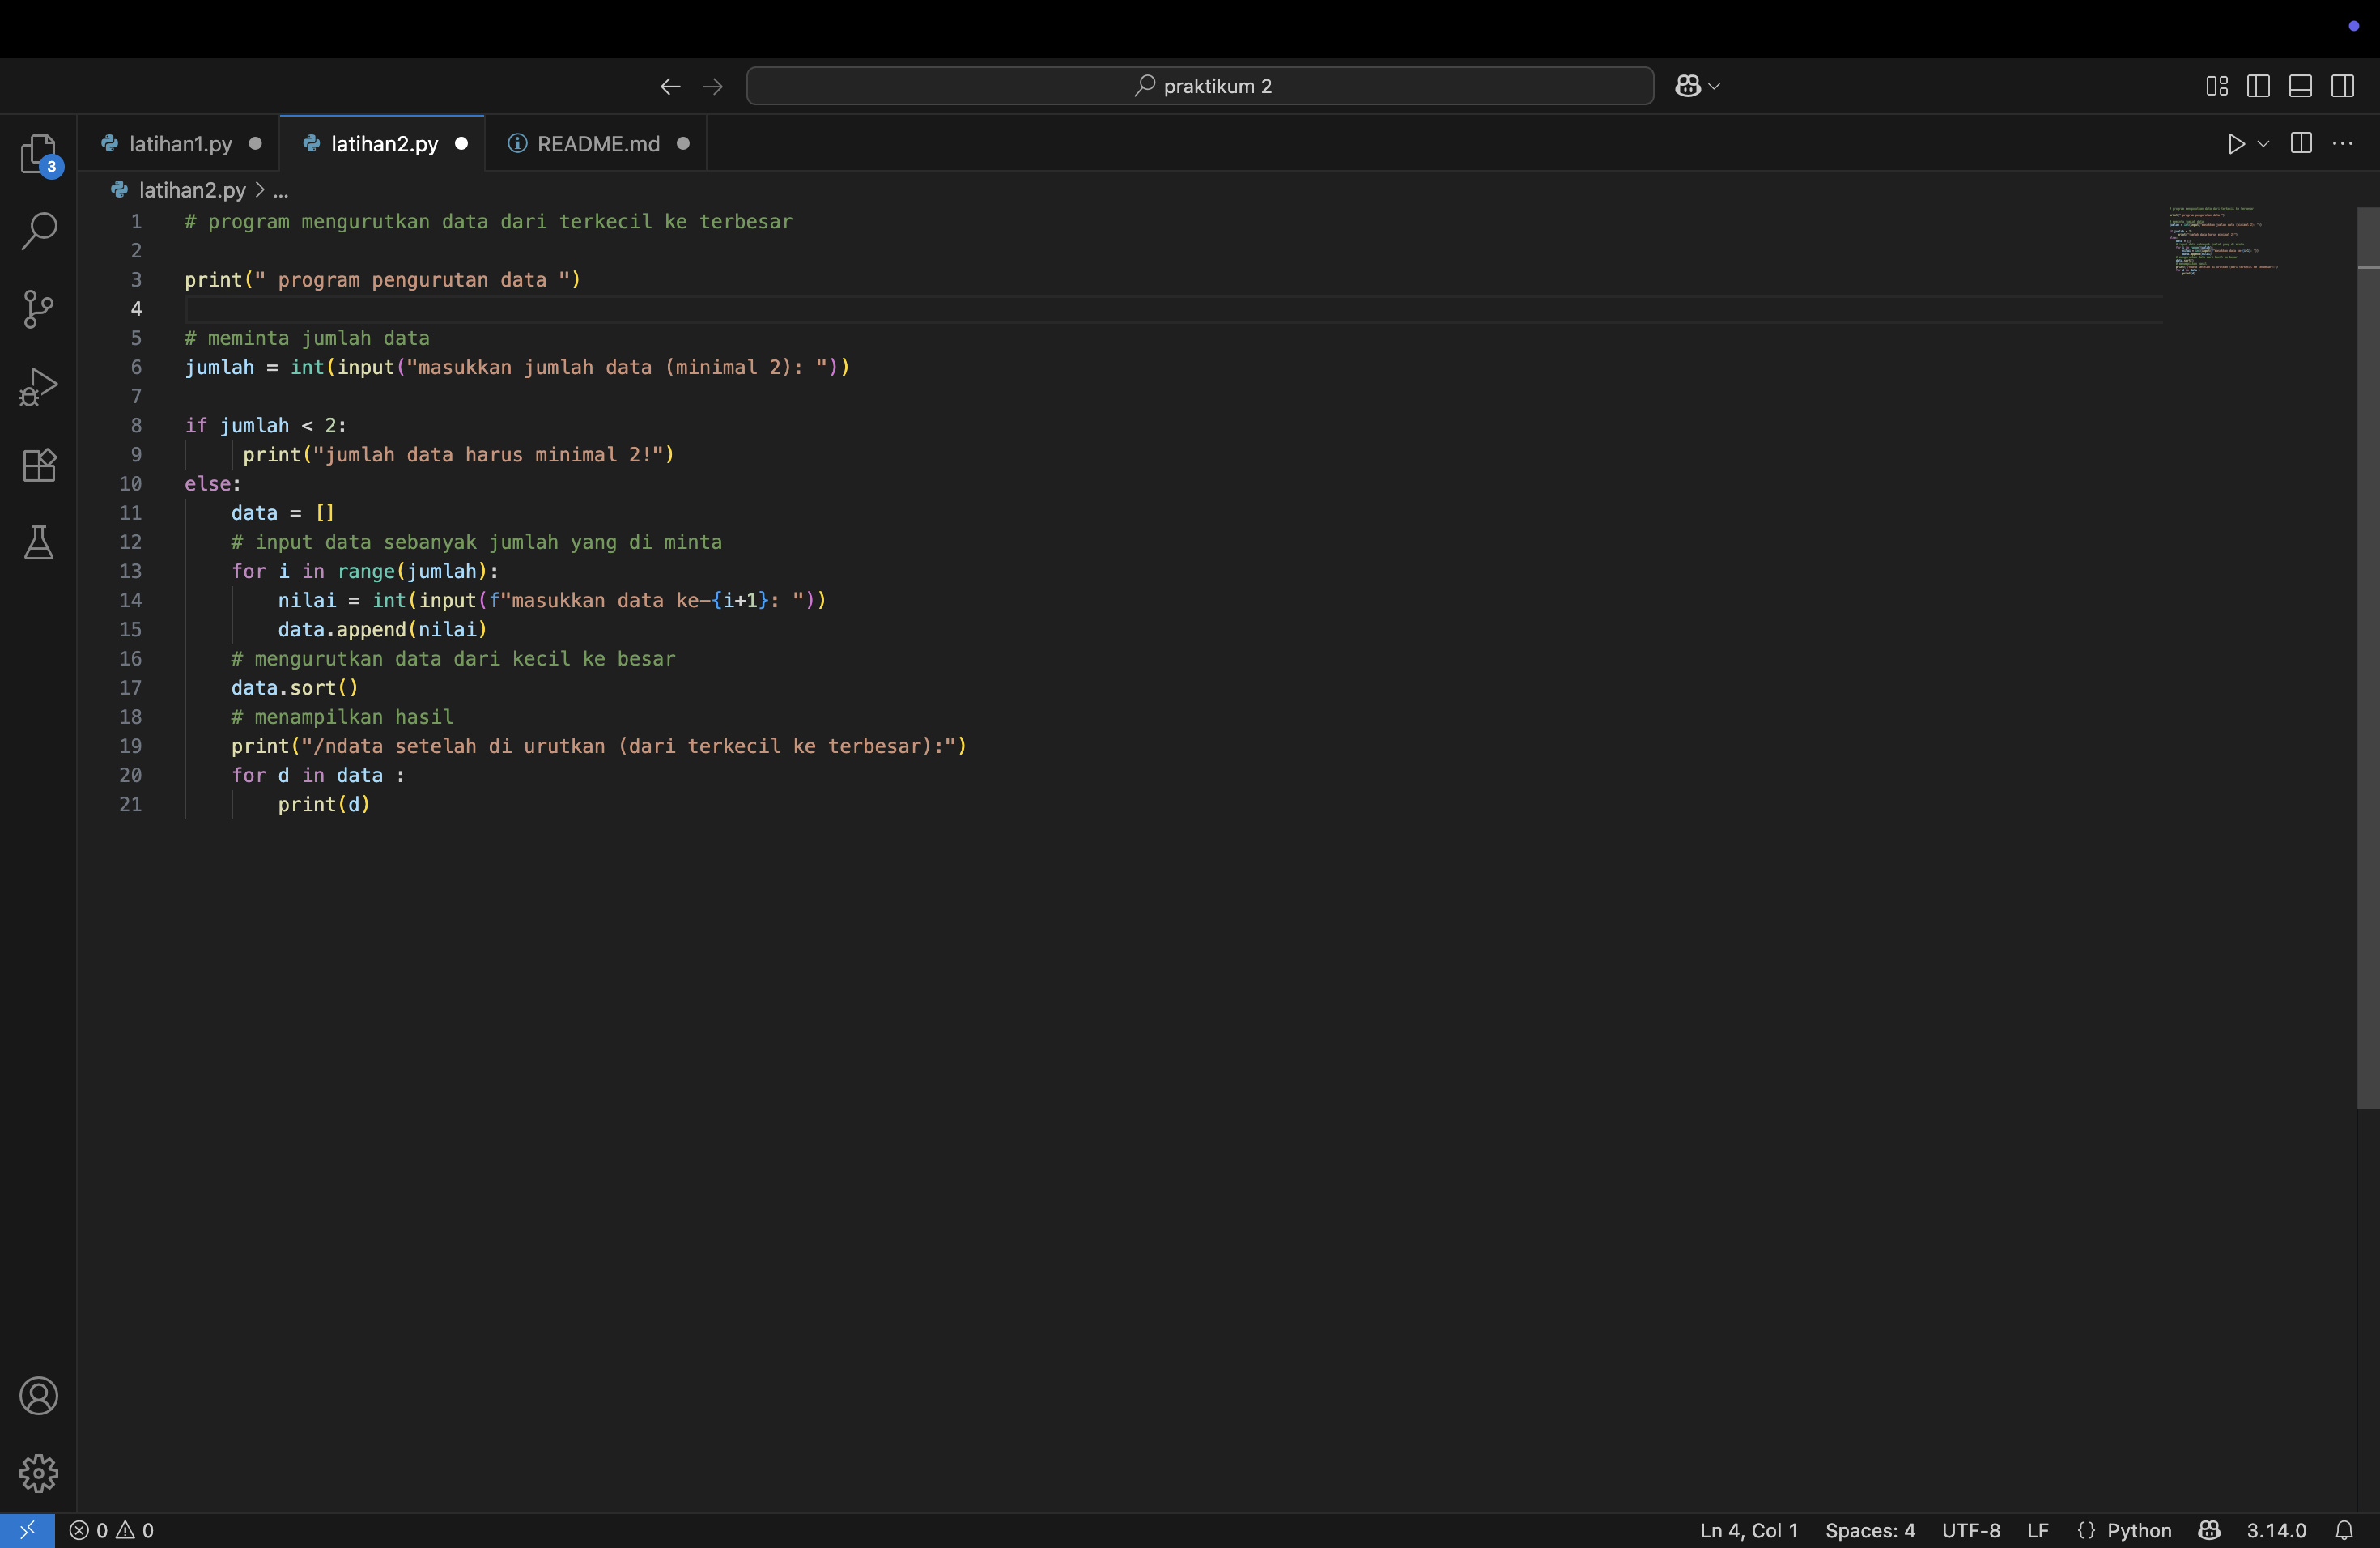 praktikum 2
latihan1.py
latihan2.py
README.md
3
latihan2.py > ...
1 # program mengurutkan data dari terkecil ke terbesar
2
3 print(" program pengurutan data ")
4
5 # meminta jumlah data
6 jumlah = int(input("masukkan jumlah data (minimal 2): "))
7
8 if jumlah < 2:
9      print("jumlah data harus minimal 2!")
10 else:
11     data = []
12     # input data sebanyak jumlah yang di minta
13     for i in range(jumlah):
14         nilai = int(input(f"masukkan data ke-{i+1}: "))
15         data.append(nilai)
16     # mengurutkan data dari kecil ke besar
17     data.sort()
18     # menampilkan hasil
19     print("/ndata setelah di urutkan (dari terkecil ke terbesar):")
20     for d in data :
21         print(d)
0 0 Ln 4, Col 1 Spaces: 4 UTF-8 LF {} Python 3.14.0